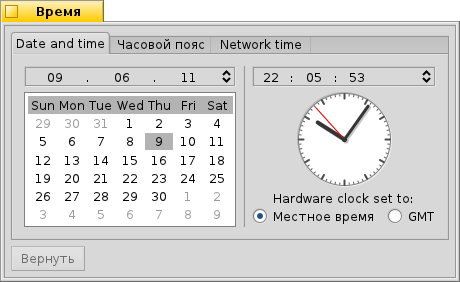 Время
Date and time Часовой пояс Network time
09 . 06 . 11 22 : 05 : 53
Sun Mon Tue Wed Thu Fri Sat
29 30 31 1 2 3 4
5 6 7 8 9 10 11
12 13 14 15 16 17 18
19 20 21 22 23 24 25
26 27 28 29 30 1 2
3 4 5 6 7 8 9
Hardware clock set to:
Местное время GMT
Вернуть